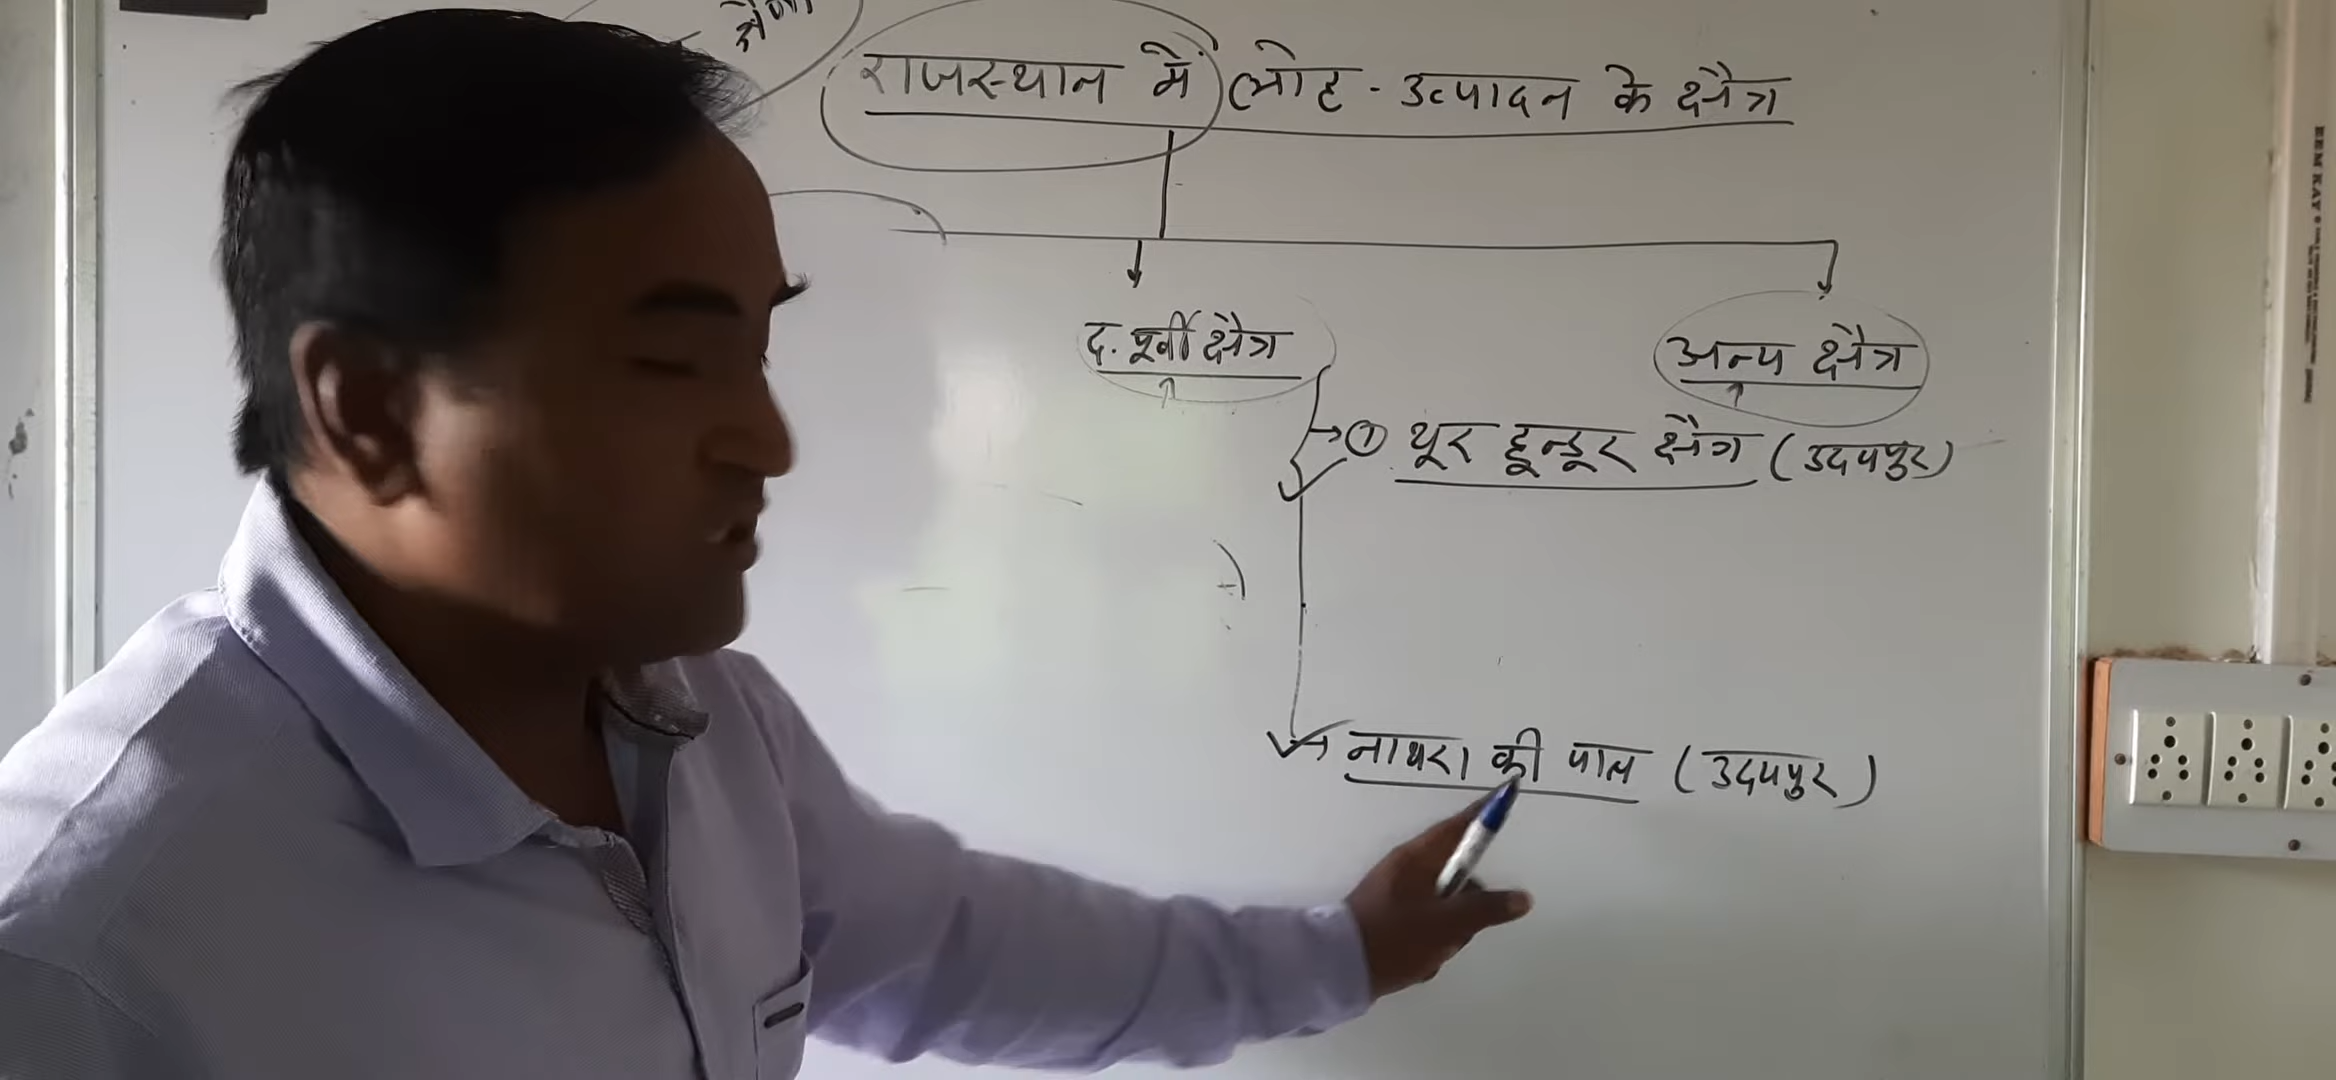 राजस्थान में लोह - उत्पादन के क्षैत्र
द. पूर्वी क्षैत्र
अन्य क्षैत्र
→ ① थूर हून्डूर क्षैत्र (उदयपुर)
→ नाथरा की पाल (उदयपुर)